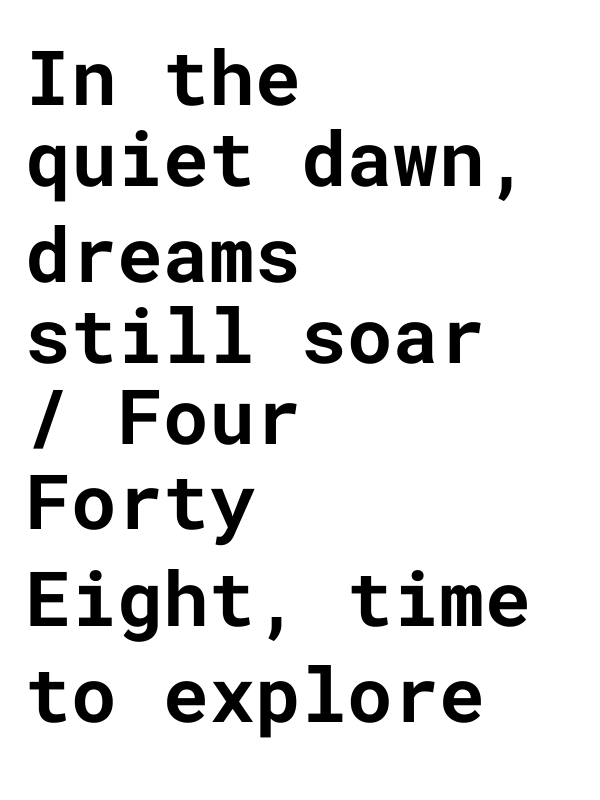 In the
quiet dawn,
dreams
still soar
/ Four
Forty
Eight, time
to explore